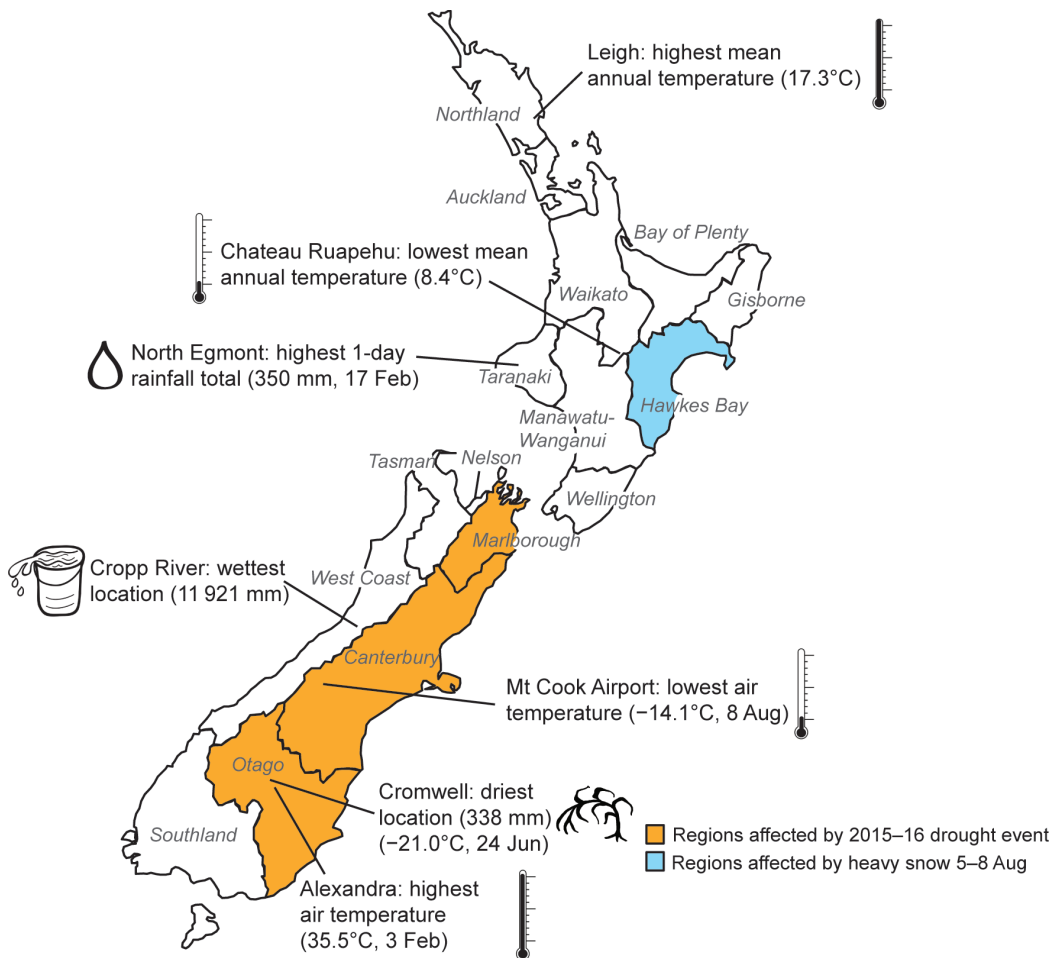 Leigh: highest mean
annual temperature (17.3°C)
Northland
Auckland
Bay of Plenty
Chateau Ruapehu: lowest mean
annual temperature (8.4°C)
Waikato
Gisborne
North Egmont: highest 1-day
rainfall total (350 mm, 17 Feb)
Taranaki
Hawkes Bay
Manawatu-
Wanganui
Tasman
Nelson
Wellington
Marlborough
Cropp River: wettest
location (11 921 mm)
West Coast
Canterbury
Mt Cook Airport: lowest air
temperature (−14.1°C, 8 Aug)
Otago
Cromwell: driest
location (338 mm)
(−21.0°C, 24 Jun)
Southland
Regions affected by 2015–16 drought event
Regions affected by heavy snow 5–8 Aug
Alexandra: highest
air temperature
(35.5°C, 3 Feb)